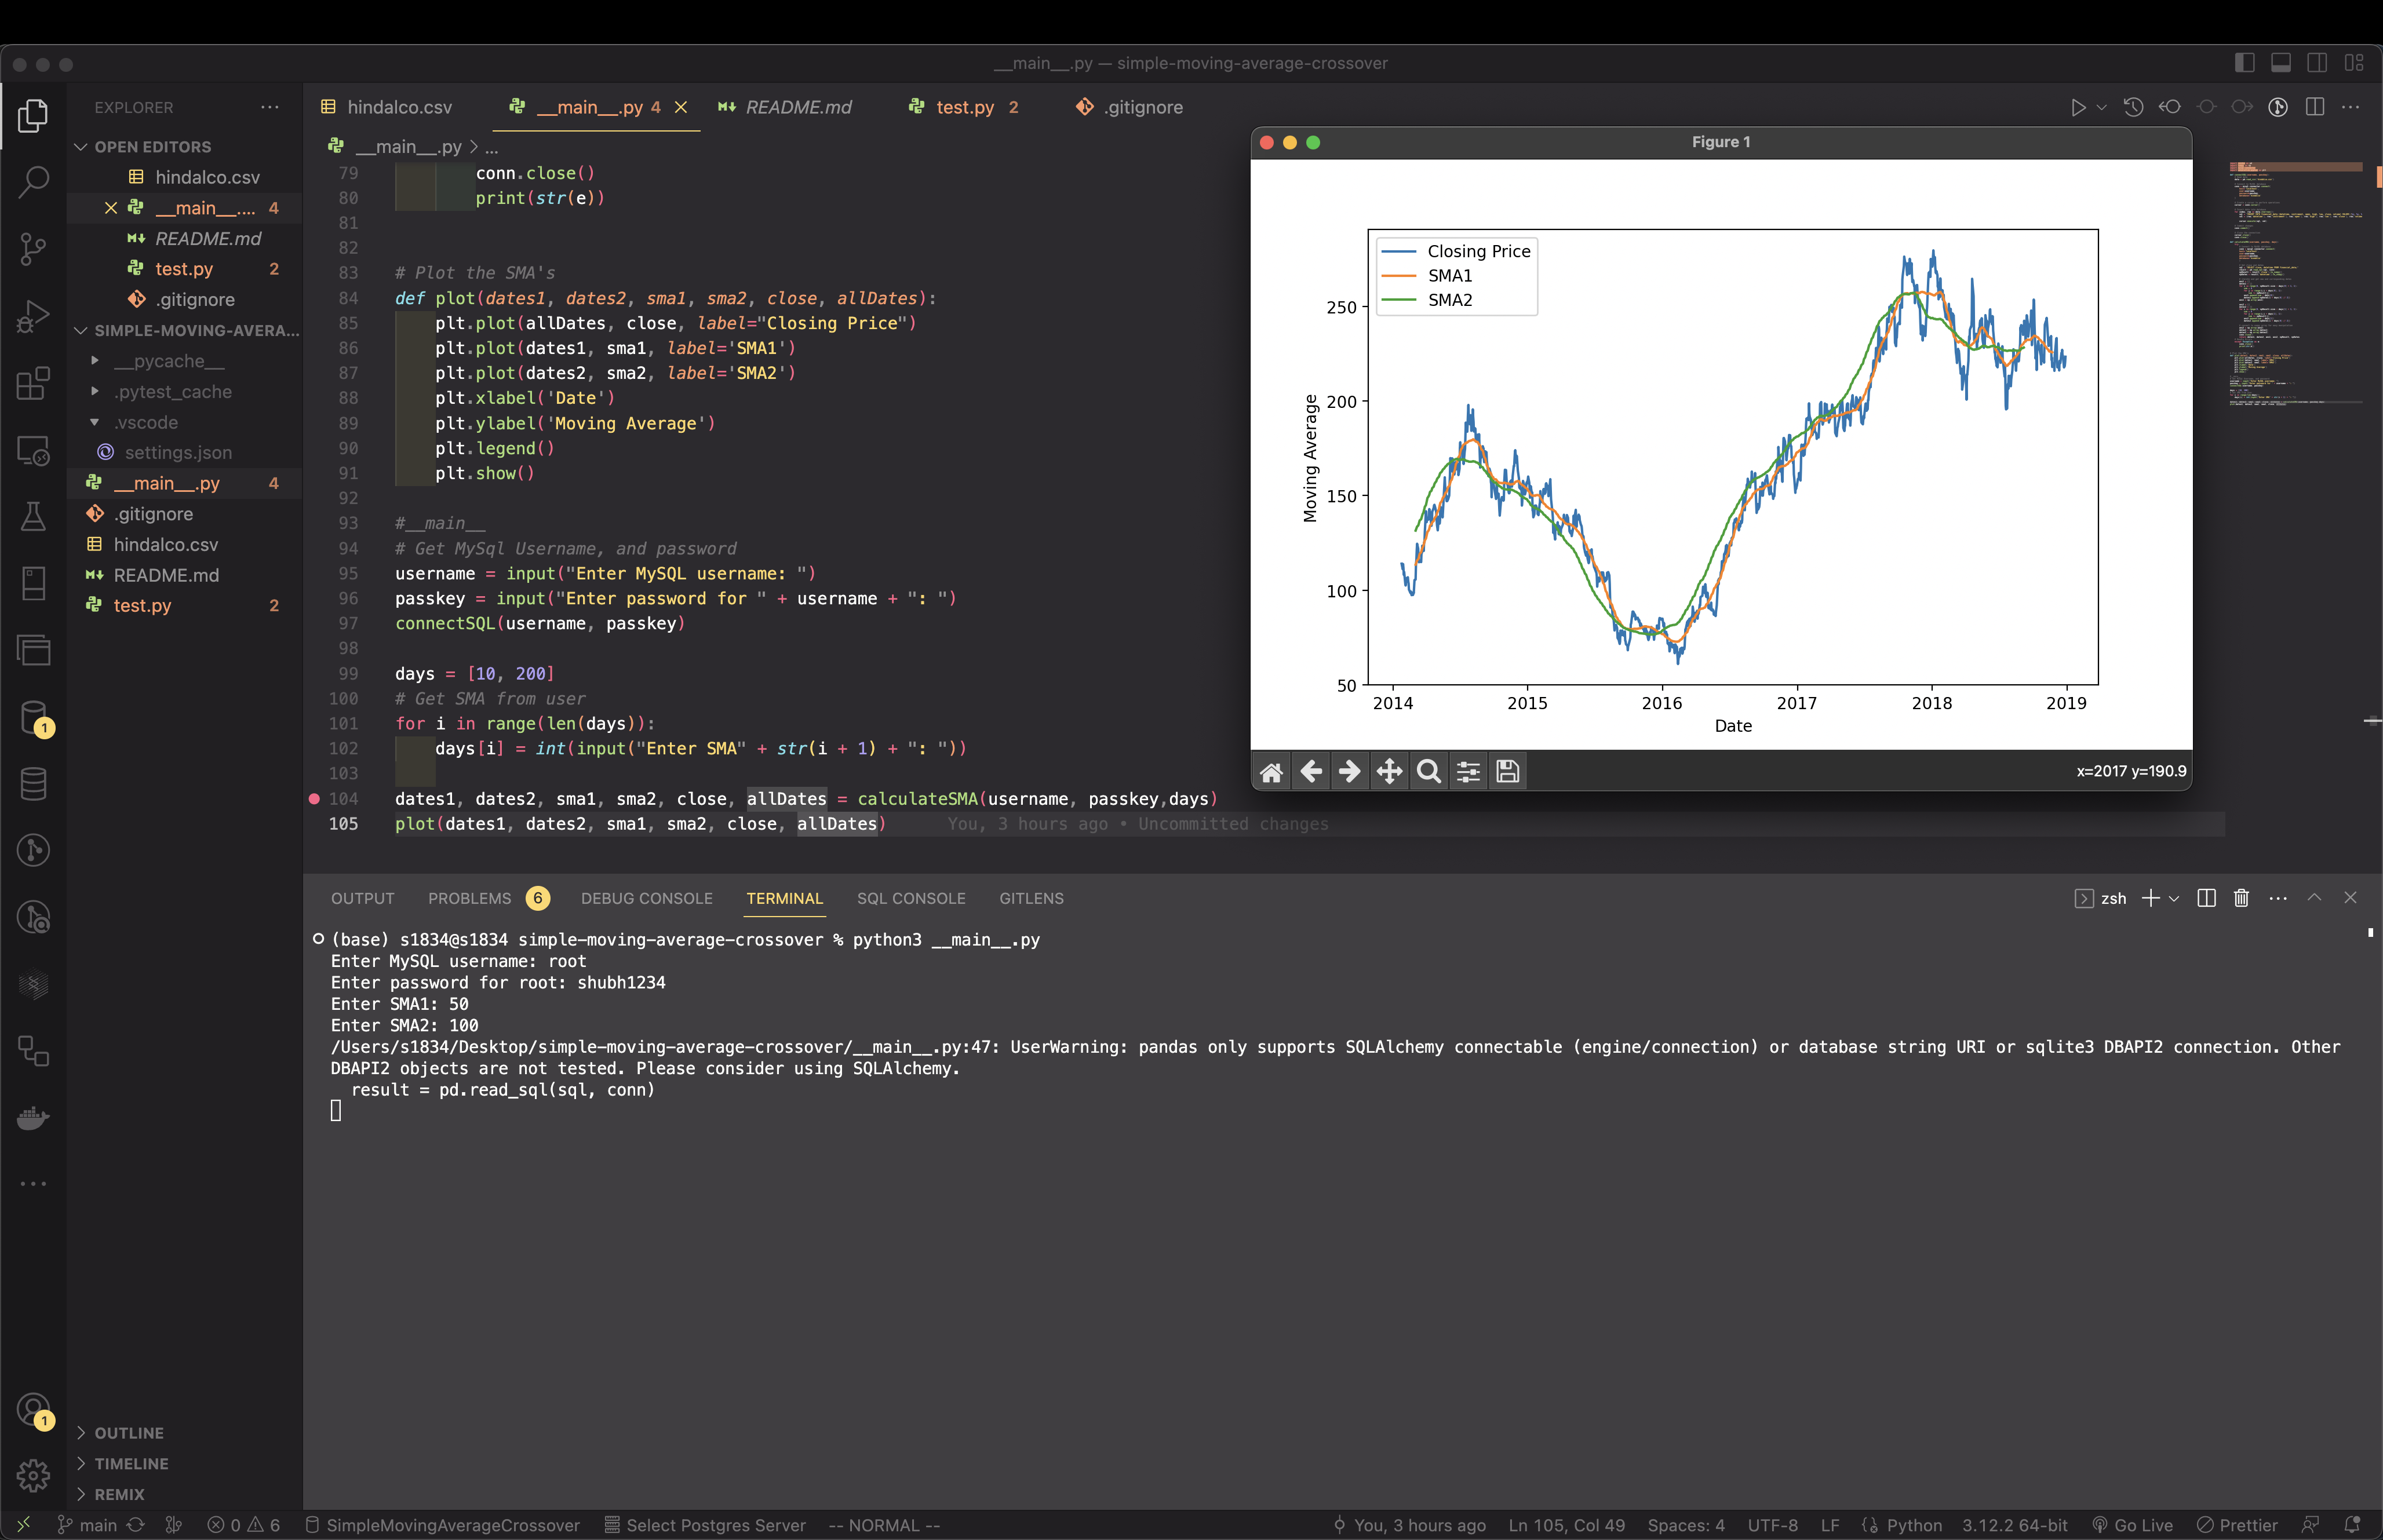 __main__.py — simple-moving-average-crossover
EXPLORER
OPEN EDITORS
hindalco.csv
__main__.... 4
README.md
test.py 2
.gitignore
SIMPLE-MOVING-AVERA...
__pycache__
.pytest_cache
.vscode
settings.json
__main__.py 4
.gitignore
hindalco.csv
README.md
test.py 2
OUTLINE
TIMELINE
REMIX
1
1
hindalco.csv __main__.py 4 README.md test.py 2 .gitignore
__main__.py > ...
79 conn.close()
80 print(str(e))
81
82
83 # Plot the SMA's
84 def plot(dates1, dates2, sma1, sma2, close, allDates):
85 plt.plot(allDates, close, label="Closing Price")
86 plt.plot(dates1, sma1, label='SMA1')
87 plt.plot(dates2, sma2, label='SMA2')
88 plt.xlabel('Date')
89 plt.ylabel('Moving Average')
90 plt.legend()
91 plt.show()
92
93 #__main__
94 # Get MySql Username, and password
95 username = input("Enter MySQL username: ")
96 passkey = input("Enter password for " + username + ": ")
97 connectSQL(username, passkey)
98
99 days = [10, 200]
100 # Get SMA from user
101 for i in range(len(days)):
102 days[i] = int(input("Enter SMA" + str(i + 1) + ": "))
103
104 dates1, dates2, sma1, sma2, close, allDates = calculateSMA(username, passkey,days)
105 plot(dates1, dates2, sma1, sma2, close, allDates) You, 3 hours ago • Uncommitted changes
Figure 1
Closing Price
SMA1
SMA2
Moving Average
250
200
150
100
50
2014 2015 2016 2017 2018 2019
Date
x=2017 y=190.9
OUTPUT PROBLEMS 6 DEBUG CONSOLE TERMINAL SQL CONSOLE GITLENS
zsh
(base) s1834@s1834 simple-moving-average-crossover % python3 __main__.py
Enter MySQL username: root
Enter password for root: shubh1234
Enter SMA1: 50
Enter SMA2: 100
/Users/s1834/Desktop/simple-moving-average-crossover/__main__.py:47: UserWarning: pandas only supports SQLAlchemy connectable (engine/connection) or database string URI or sqlite3 DBAPI2 connection. Other
DBAPI2 objects are not tested. Please consider using SQLAlchemy.
result = pd.read_sql(sql, conn)
main 0 6 SimpleMovingAverageCrossover Select Postgres Server -- NORMAL -- You, 3 hours ago Ln 105, Col 49 Spaces: 4 UTF-8 LF Python 3.12.2 64-bit Go Live Prettier